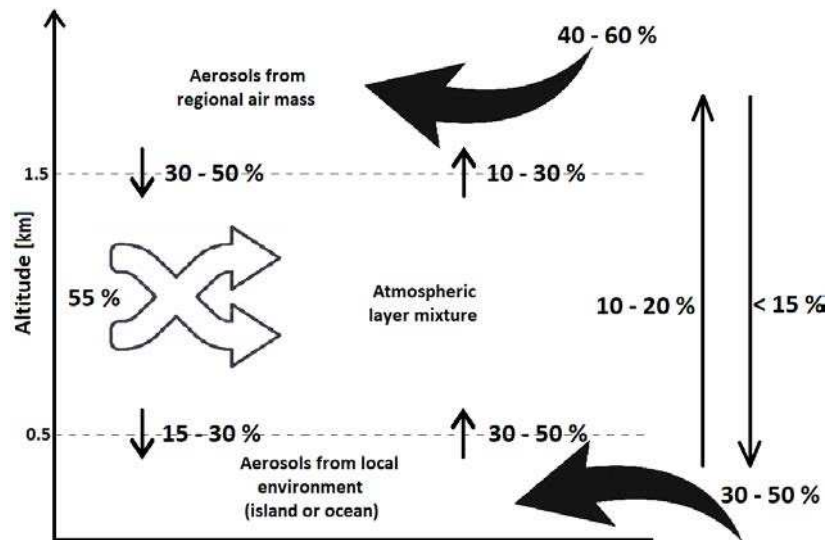 40 - 60 %
Aerosols from
regional air mass
30 - 50 %
10 - 30 %
1.5
Altitude [km]
55 %
Atmospheric
layer mixture
10 - 20 %
< 15 %
15 - 30 %
30 - 50 %
0.5
Aerosols from local
environment
(island or ocean)
30 - 50 %